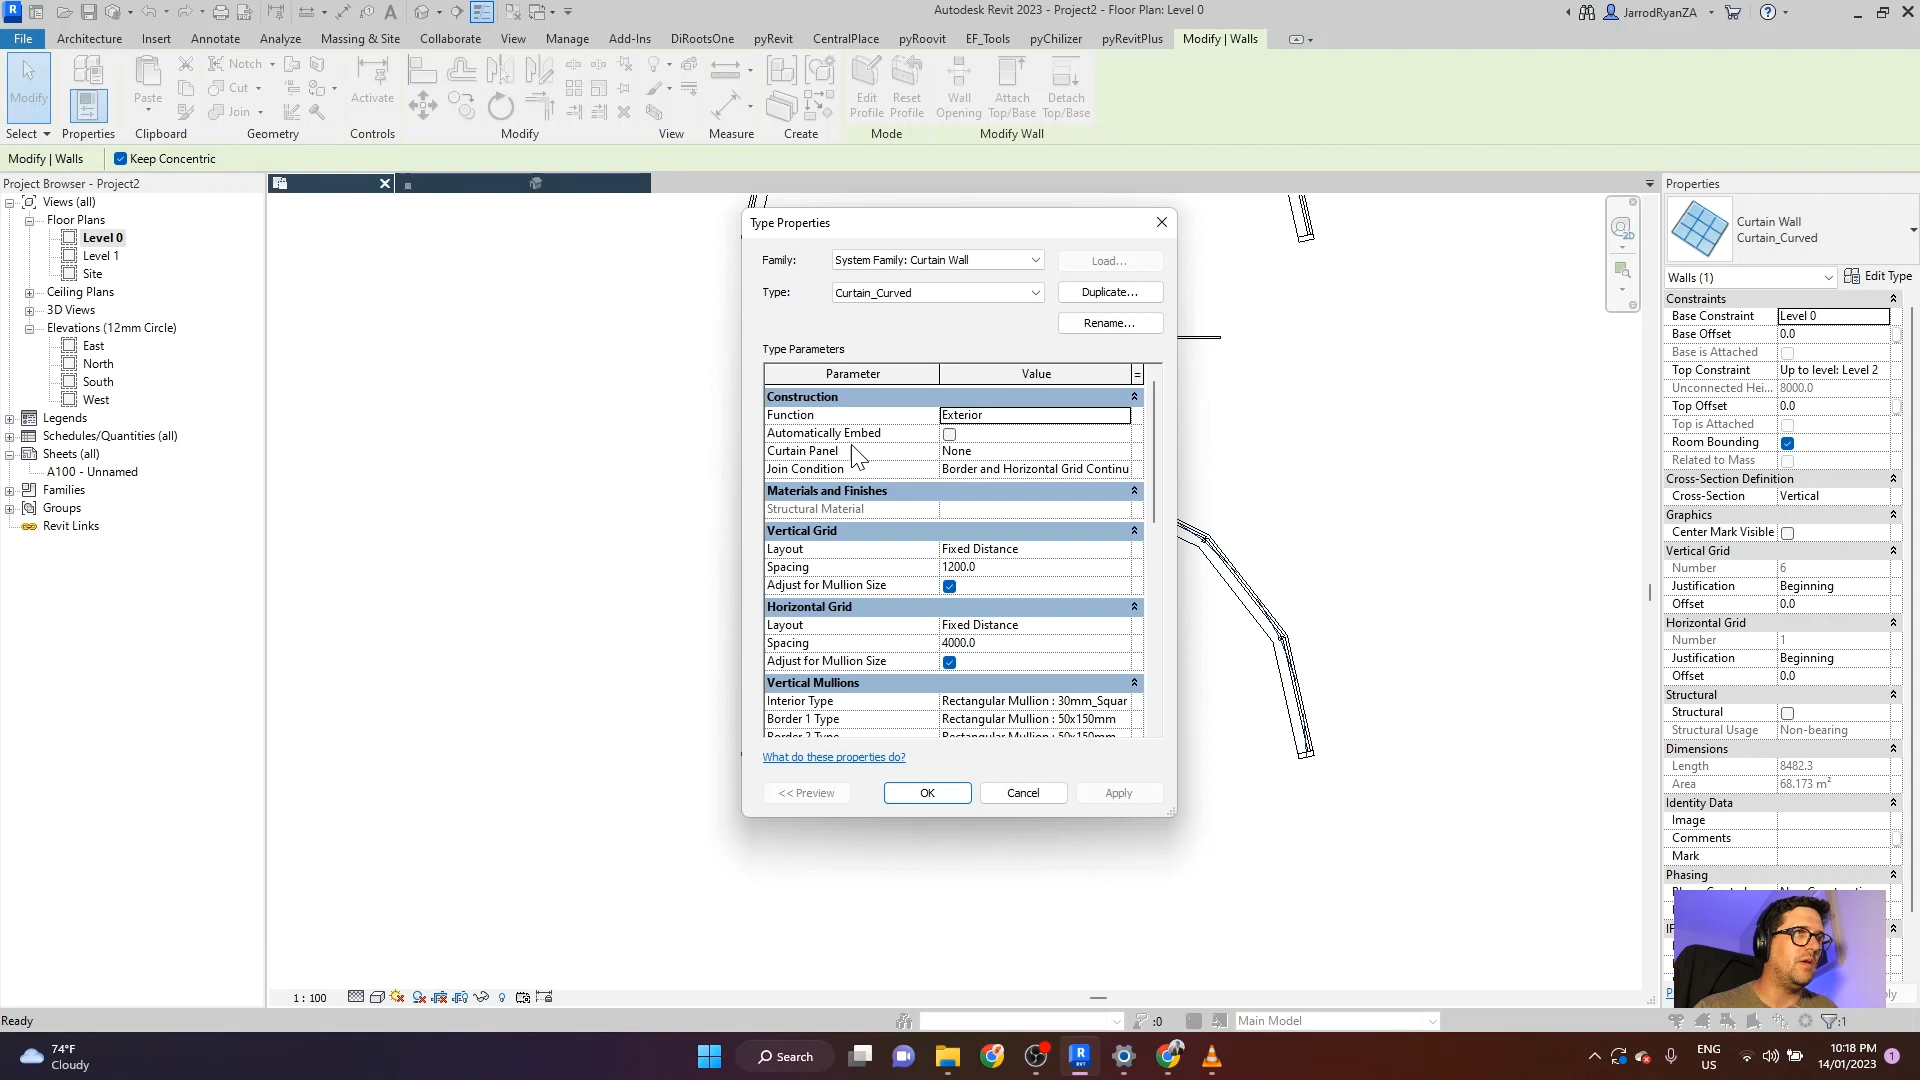 Autodesk Revit 2023 - Project2 - Floor Plan: Level 0
JarrodRyanZA
File
Architecture
Insert
Annotate
Analyze
Massing & Site
Collaborate
View
Manage
Add-Ins
DiRootsOne
pyRevit
CentralPlace
pyRoovit
EF_Tools
pyChilizer
pyRevitPlus
Modify | Walls
Modify
Paste
Notch
Cut
Join
Activate
Edit Profile
Reset Profile
Wall Opening
Attach Top/Base
Detach Top/Base
Select
Properties
Clipboard
Geometry
Controls
Modify
View
Measure
Create
Mode
Modify Wall
Modify | Walls
Keep Concentric
Project Browser - Project2
Views (all)
Floor Plans
Level 0
Level 1
Site
Ceiling Plans
3D Views
Elevations (12mm Circle)
East
North
South
West
Legends
Schedules/Quantities (all)
Sheets (all)
A100 - Unnamed
Families
Groups
Revit Links
Type Properties
Family:
System Family: Curtain Wall
Load...
Type:
Curtain_Curved
Duplicate...
Rename...
Type Parameters
Parameter
Value
=
Construction
Function
Exterior
Automatically Embed
Curtain Panel
None
Join Condition
Border and Horizontal Grid Continu
Materials and Finishes
Structural Material
Vertical Grid
Layout
Fixed Distance
Spacing
1200.0
Adjust for Mullion Size
Horizontal Grid
Layout
Fixed Distance
Spacing
4000.0
Adjust for Mullion Size
Vertical Mullions
Interior Type
Rectangular Mullion : 30mm_Squar
Border 1 Type
Rectangular Mullion : 50x150mm
Border 2 Type
Rectangular Mullion : 50x150mm
What do these properties do?
<< Preview
OK
Cancel
Apply
2D
Properties
Curtain Wall
Curtain_Curved
Walls (1)
Edit Type
Constraints
Base Constraint
Level 0
Base Offset
0.0
Base is Attached
Top Constraint
Up to level: Level 2
Unconnected Hei...
8000.0
Top Offset
0.0
Top is Attached
Room Bounding
Related to Mass
Cross-Section Definition
Cross-Section
Vertical
Graphics
Center Mark Visible
Vertical Grid
Number
6
Justification
Beginning
Offset
0.0
Horizontal Grid
Number
1
Justification
Beginning
Offset
0.0
Structural
Structural
Structural Usage
Non-bearing
Dimensions
Length
8482.3
Area
68.173 m²
Identity Data
Image
Comments
Mark
Phasing
1 : 100
Ready
:0
Main Model
:1
74°F
Cloudy
Search
ENG
US
10:18 PM
14/01/2023
1